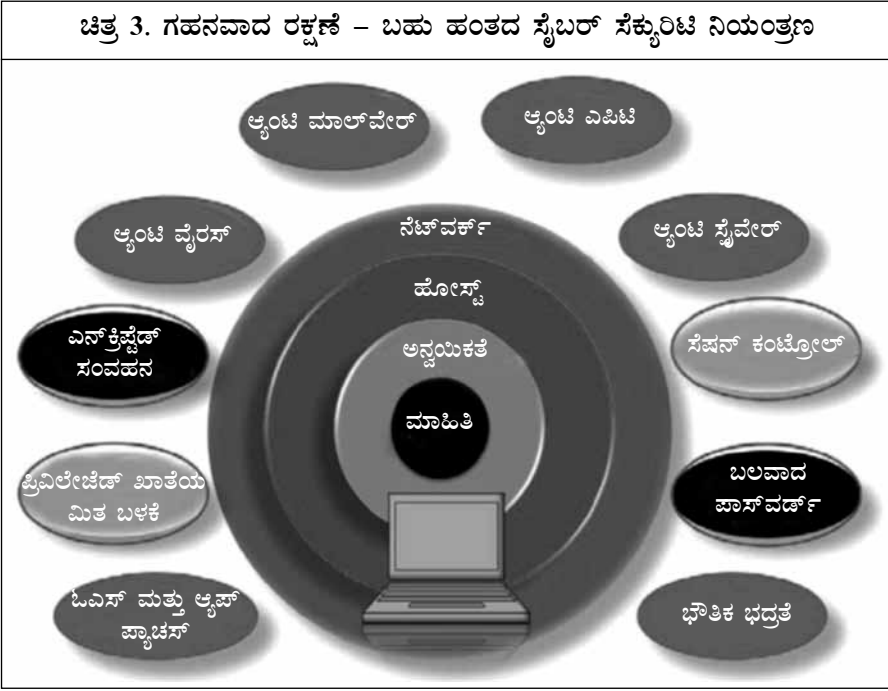 ಚಿತ್ರ 3. ಗಹನವಾದ ರಕ್ಷಣೆ – ಬಹು ಹಂತದ ಸೈಬರ್ ಸೆಕ್ಯುರಿಟಿ ನಿಯಂತ್ರಣ
ಆ್ಯಂಟಿ ಮಾಲ್‌ವೇರ್
ಆ್ಯಂಟಿ ಎಪಿಟಿ
ಆ್ಯಂಟಿ ವೈರಸ್
ನೆಟ್‌ವರ್ಕ್
ಆ್ಯಂಟಿ ಸ್ಪೈವೇರ್
ಹೋಸ್ಟ್
ಎನ್‌ಕ್ರಿಪ್ಟೆಡ್
ಸಂವಹನ
ಅನ್ವಯಿಕತೆ
ಸೆಷನ್ ಕಂಟ್ರೋಲ್
ಮಾಹಿತಿ
ಪ್ರಿವಿಲೇಜೆಡ್ ಖಾತೆಯ
ಮಿತ ಬಳಕೆ
ಬಲವಾದ
ಪಾಸ್‌ವರ್ಡ್
ಓಎಸ್ ಮತ್ತು ಆ್ಯಪ್
ಪ್ಯಾಚಸ್
ಭೌತಿಕ ಭದ್ರತೆ